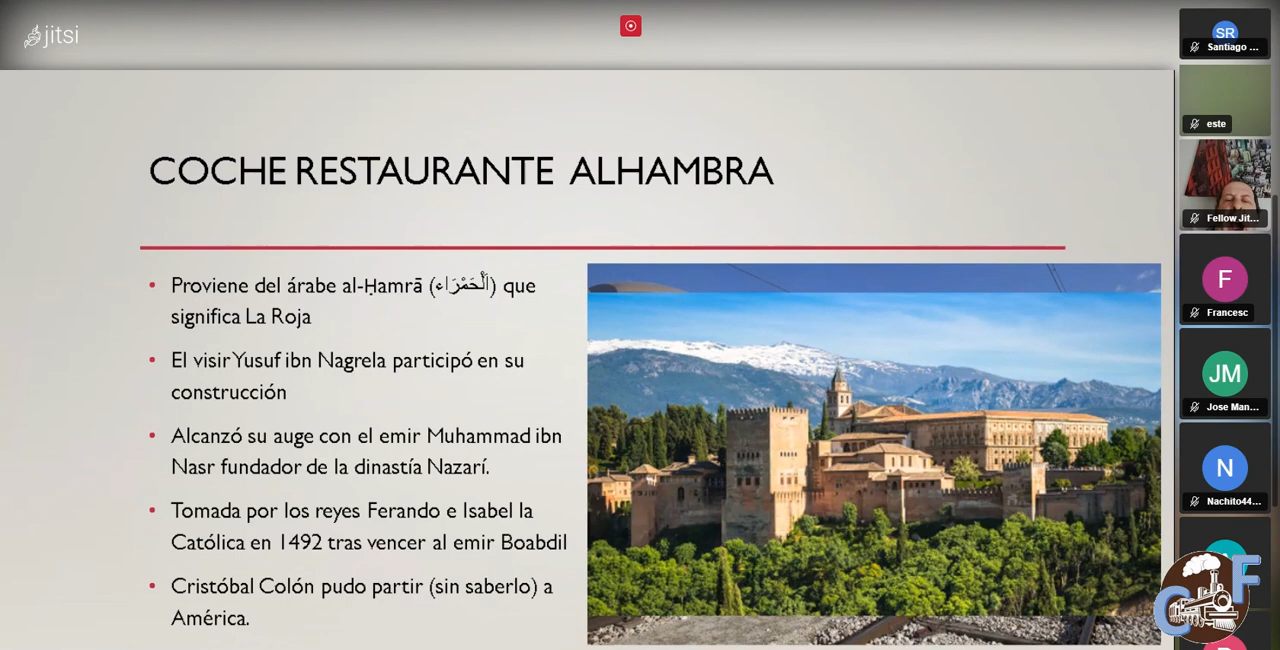 jitsi
COCHE RESTAURANTE ALHAMBRA
• Proviene del árabe al-Ḥamrā (اَلْحَمْرَاء) que
significa La Roja
• El visir Yusuf ibn Nagrela participó en su
construcción
• Alcanzó su auge con el emir Muhammad ibn
Nasr fundador de la dinastía Nazarí.
• Tomada por los reyes Ferando e Isabel la
Católica en 1492 tras vencer al emir Boabdil
• Cristóbal Colón pudo partir (sin saberlo) a
América.
SR
Santiago ...
este
Fellow Jit...
F
Francesc
JM
Jose Man...
N
Nachito44...
C F